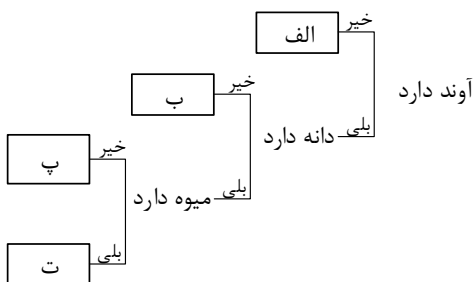 الف
خیر
آوند دارد
ب
خیر
بلی
دانه دارد
پ
خیر
بلی
میوه دارد
ت
بلی